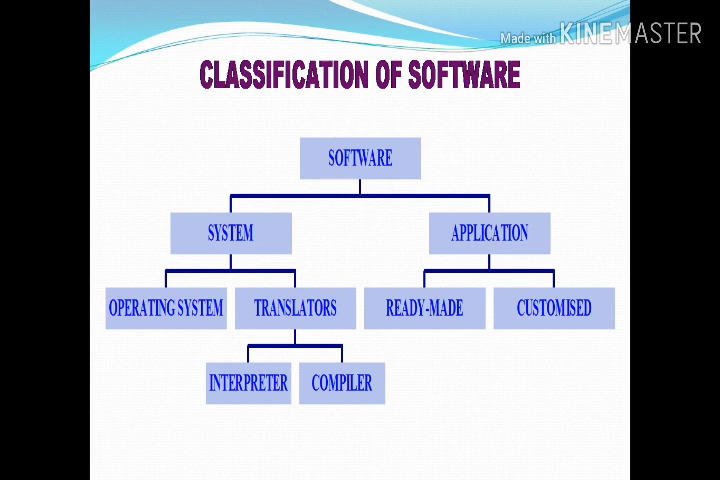 Made with KINEMASTER
CLASSIFICATION OF SOFTWARE
SOFTWARE
SYSTEM
APPLICATION
OPERATING SYSTEM
TRANSLATORS
READY-MADE
CUSTOMISED
INTERPRETER
COMPILER